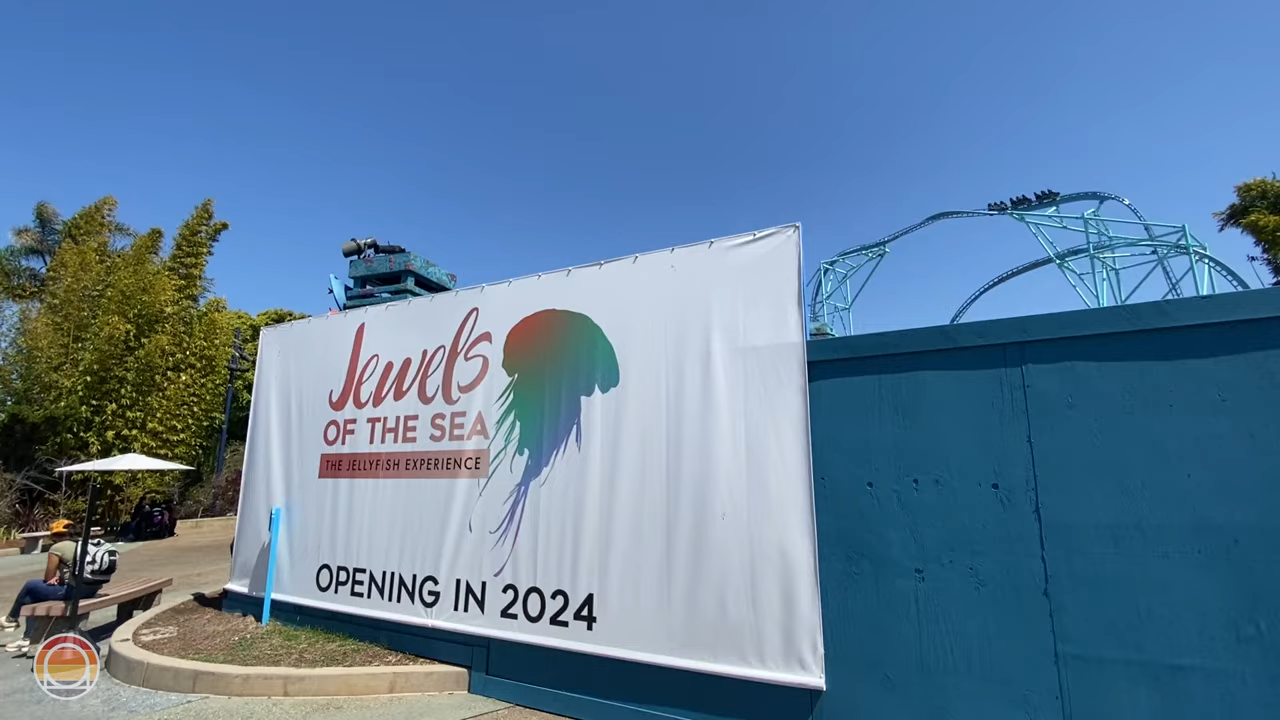 Jewels
OF THE SEA
THE JELLYFISH EXPERIENCE
OPENING IN 2024